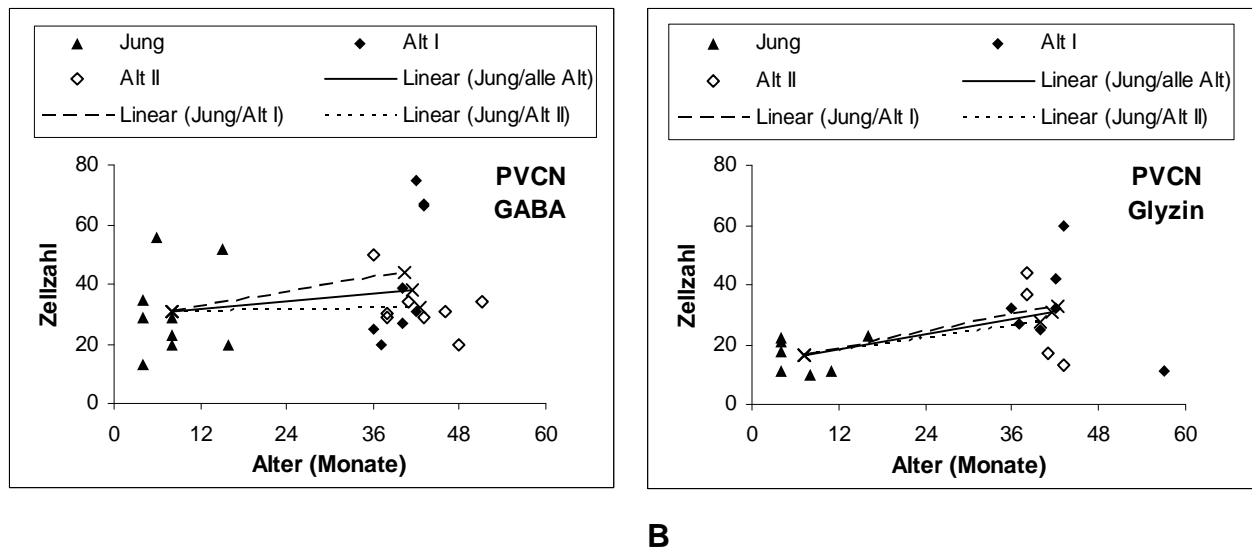 Jung Alt I
Alt II Linear (Jung/alle Alt)
Linear (Jung/Alt I) Linear (Jung/Alt II)
PVCN
GABA
80
60
40
20
0
Zellzahl
0 12 24 36 48 60
Alter (Monate)
Jung Alt I
Alt II Linear (Jung/alle Alt)
Linear (Jung/Alt I) Linear (Jung/Alt II)
PVCN
Glyzin
80
60
40
20
0
Zellzahl
0 12 24 36 48 60
Alter (Monate)
B